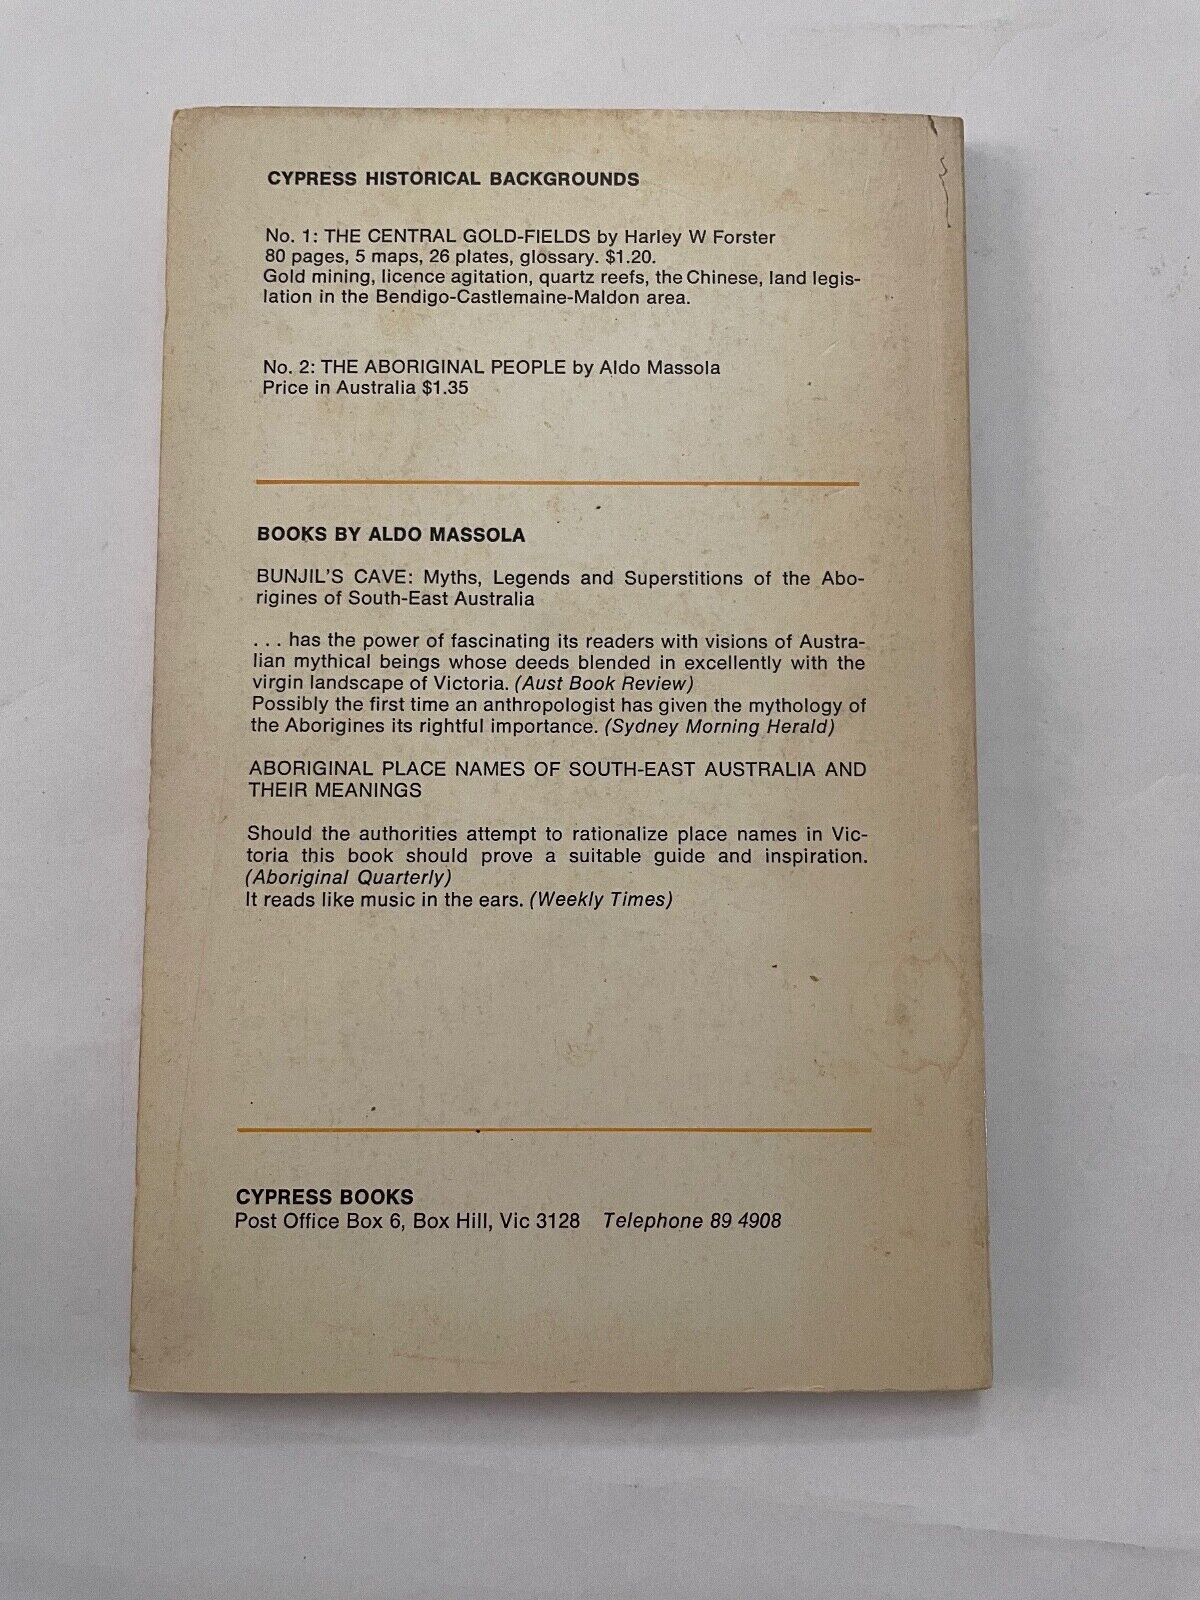 CYPRESS HISTORICAL BACKGROUNDS
No. 1: THE CENTRAL GOLD-FIELDS by Harley W Forster
80 pages, 5 maps, 26 plates, glossary. $1.20.
Gold mining, licence agitation, quartz reefs, the Chinese, land legis-
lation in the Bendigo-Castlemaine-Maldon area.
No. 2: THE ABORIGINAL PEOPLE by Aldo Massola
Price in Australia $1.35
BOOKS BY ALDO MASSOLA
BUNJIL'S CAVE: Myths, Legends and Superstitions of the Abo-
rigines of South-East Australia
. . . has the power of fascinating its readers with visions of Austra-
lian mythical beings whose deeds blended in excellently with the
virgin landscape of Victoria. (Aust Book Review)
Possibly the first time an anthropologist has given the mythology of
the Aborigines its rightful importance. (Sydney Morning Herald)
ABORIGINAL PLACE NAMES OF SOUTH-EAST AUSTRALIA AND
THEIR MEANINGS
Should the authorities attempt to rationalize place names in Vic-
toria this book should prove a suitable guide and inspiration.
(Aboriginal Quarterly)
It reads like music in the ears. (Weekly Times)
CYPRESS BOOKS
Post Office Box 6, Box Hill, Vic 3128 Telephone 89 4908